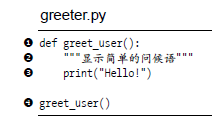 greeter.py
❶ def greet_user():
❷     """显示简单的问候语"""
❸     print("Hello!")
❹ greet_user()